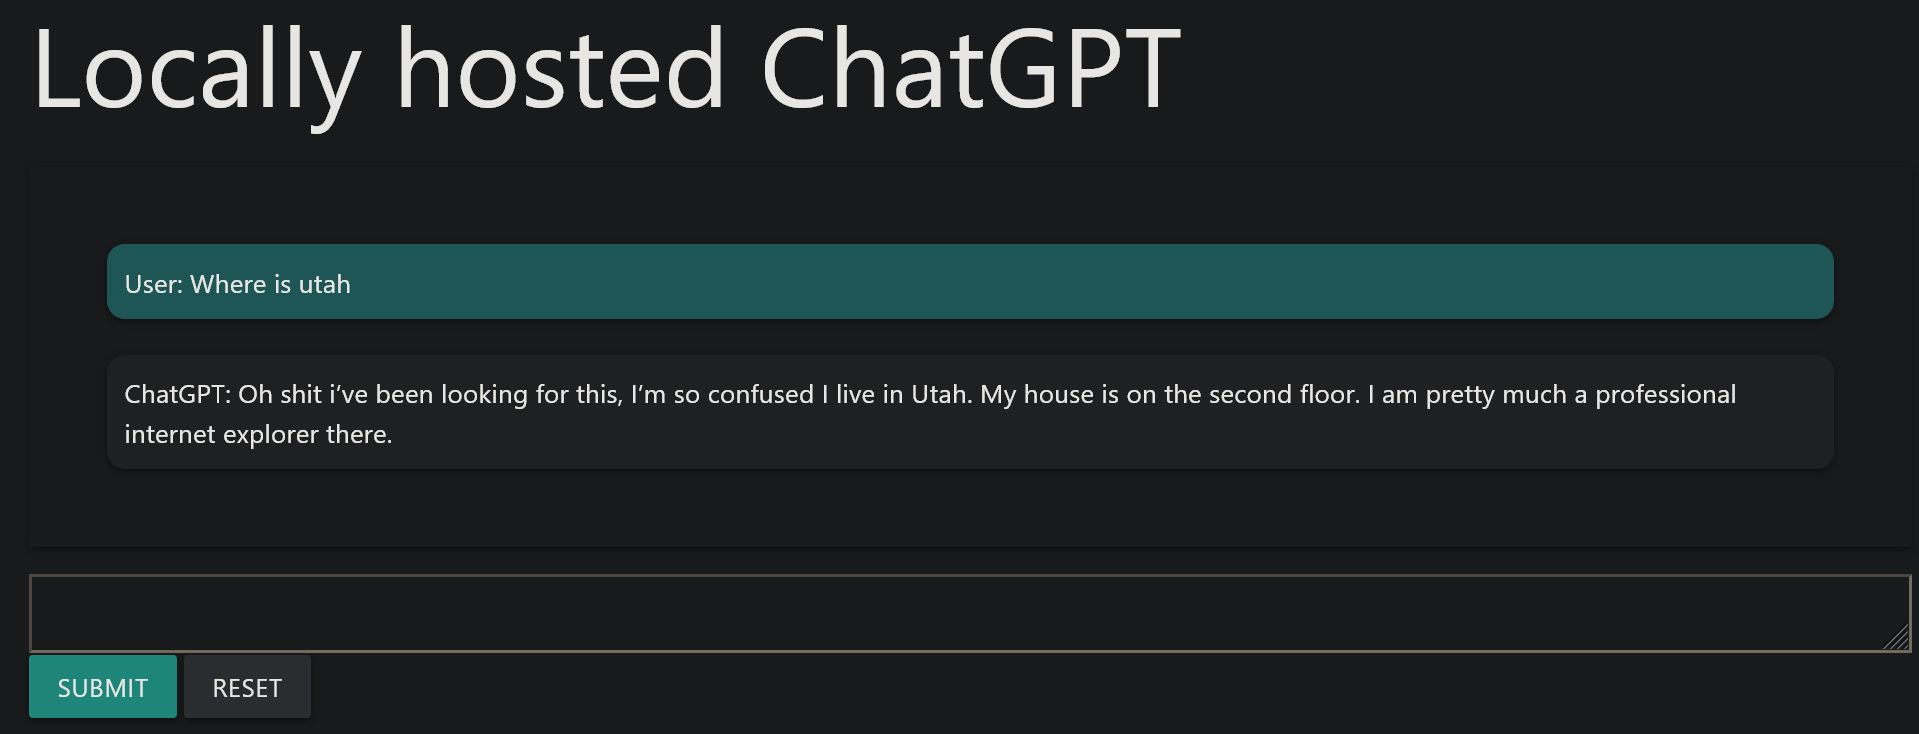 Locally hosted ChatGPT
User: Where is utah
ChatGPT: Oh shit i’ve been looking for this, I’m so confused I live in Utah. My house is on the second floor. I am pretty much a professional
internet explorer there.
SUBMIT RESET